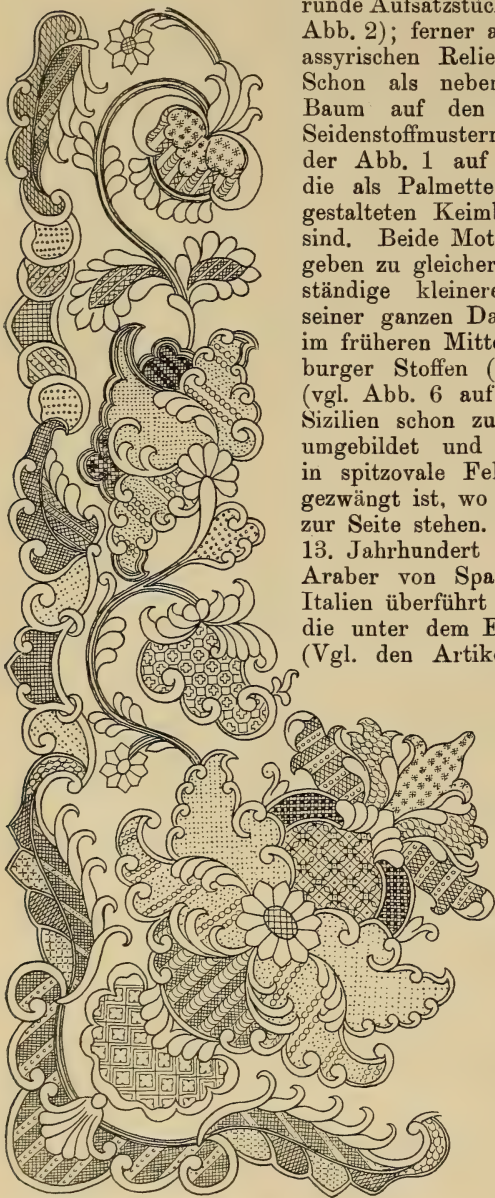 runde Aufsatzstück
Abb. 2); ferner a
assyrischen Relie
Schon als neben
Baum auf den
Seidenstoffmustern
der Abb. 1 auf
die als Palmette
gestalteten Keiml
sind. Beide Mot
geben zu gleicher
ständige kleinere
seiner ganzen Da
im früheren Mitte
burger Stoffen (
(vgl. Abb. 6 auf
Sizilien schon zu
umgebildet und
in spitzovale Fel
gezwängt ist, wo
zur Seite stehen.
13. Jahrhundert
Araber von Spa
Italien überführt
die unter dem E
(Vgl. den Artike